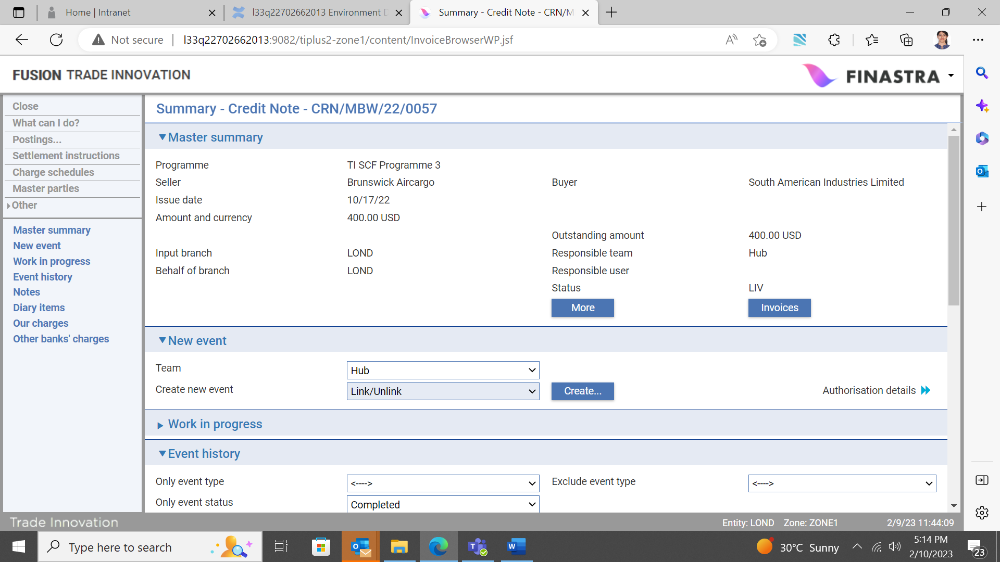 Home | Intranet
l33q22702662013 Environment D
Summary - Credit Note - CRN/M
Not secure
l33q22702662013:9082/tiplus2-zone1/content/InvoiceBrowserWP.jsf
FUSION TRADE INNOVATION
FINASTRA
Close
What can I do?
Postings...
Settlement instructions
Charge schedules
Master parties
Other
Master summary
New event
Work in progress
Event history
Notes
Diary items
Our charges
Other banks' charges
Summary - Credit Note - CRN/MBW/22/0057
Master summary
Programme TI SCF Programme 3
Seller Brunswick Aircargo Buyer South American Industries Limited
Issue date 10/17/22
Amount and currency 400.00 USD
Outstanding amount 400.00 USD
Input branch LOND Responsible team Hub
Behalf of branch LOND Responsible user
Status LIV
More Invoices
New event
Team Hub
Create new event Link/Unlink Create... Authorisation details
Work in progress
Event history
Only event type <----> Exclude event type <---->
Only event status Completed
Trade Innovation Entity: LOND Zone: ZONE1 2/9/23 11:44:09
Type here to search
30°C Sunny
5:14 PM
2/10/2023
23